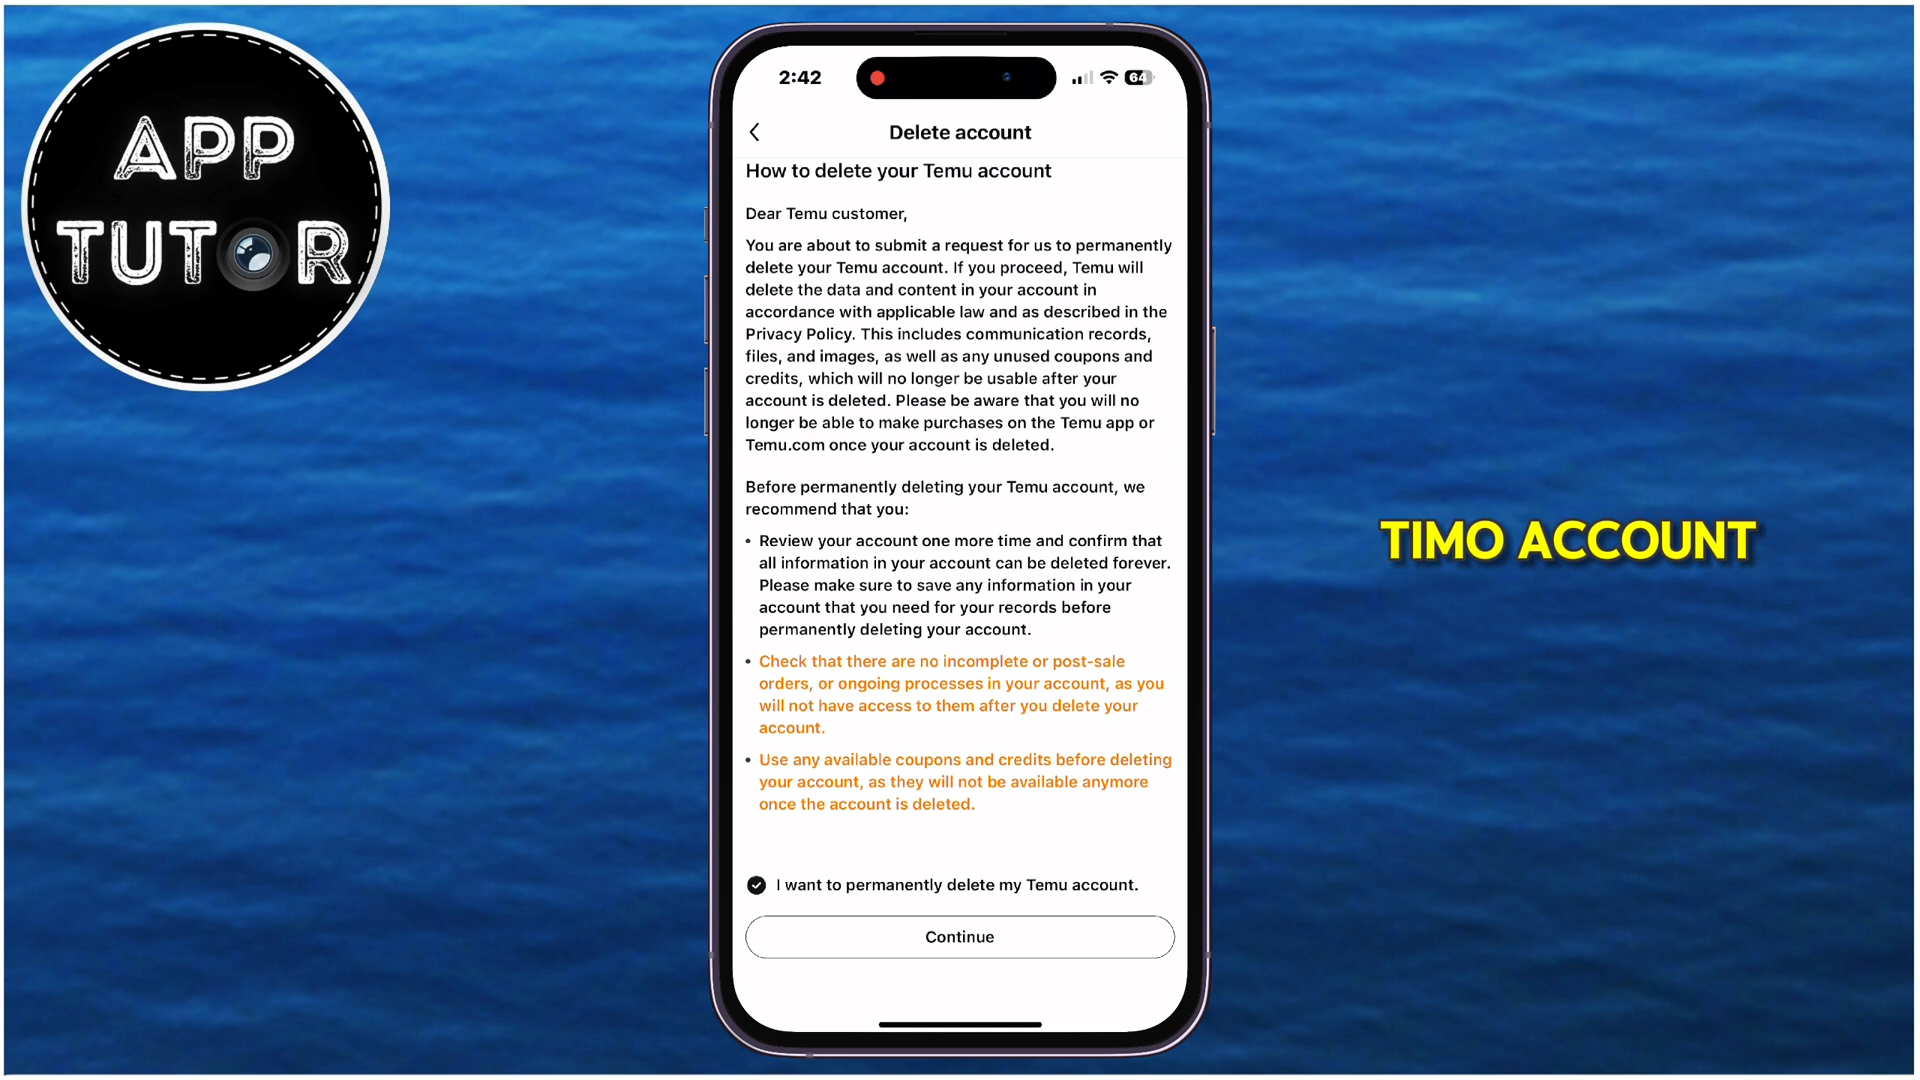 APP
TUTOR
2:42
64
Delete account
How to delete your Temu account
Dear Temu customer,
You are about to submit a request for us to permanently
delete your Temu account. If you proceed, Temu will
delete the data and content in your account in
accordance with applicable law and as described in the
Privacy Policy. This includes communication records,
files, and images, as well as any unused coupons and
credits, which will no longer be usable after your
account is deleted. Please be aware that you will no
longer be able to make purchases on the Temu app or
Temu.com once your account is deleted.
Before permanently deleting your Temu account, we
recommend that you:
• Review your account one more time and confirm that
all information in your account can be deleted forever.
Please make sure to save any information in your
account that you need for your records before
permanently deleting your account.
• Check that there are no incomplete or post-sale
orders, or ongoing processes in your account, as you
will not have access to them after you delete your
account.
• Use any available coupons and credits before deleting
your account, as they will not be available anymore
once the account is deleted.
I want to permanently delete my Temu account.
Continue
TIMO ACCOUNT